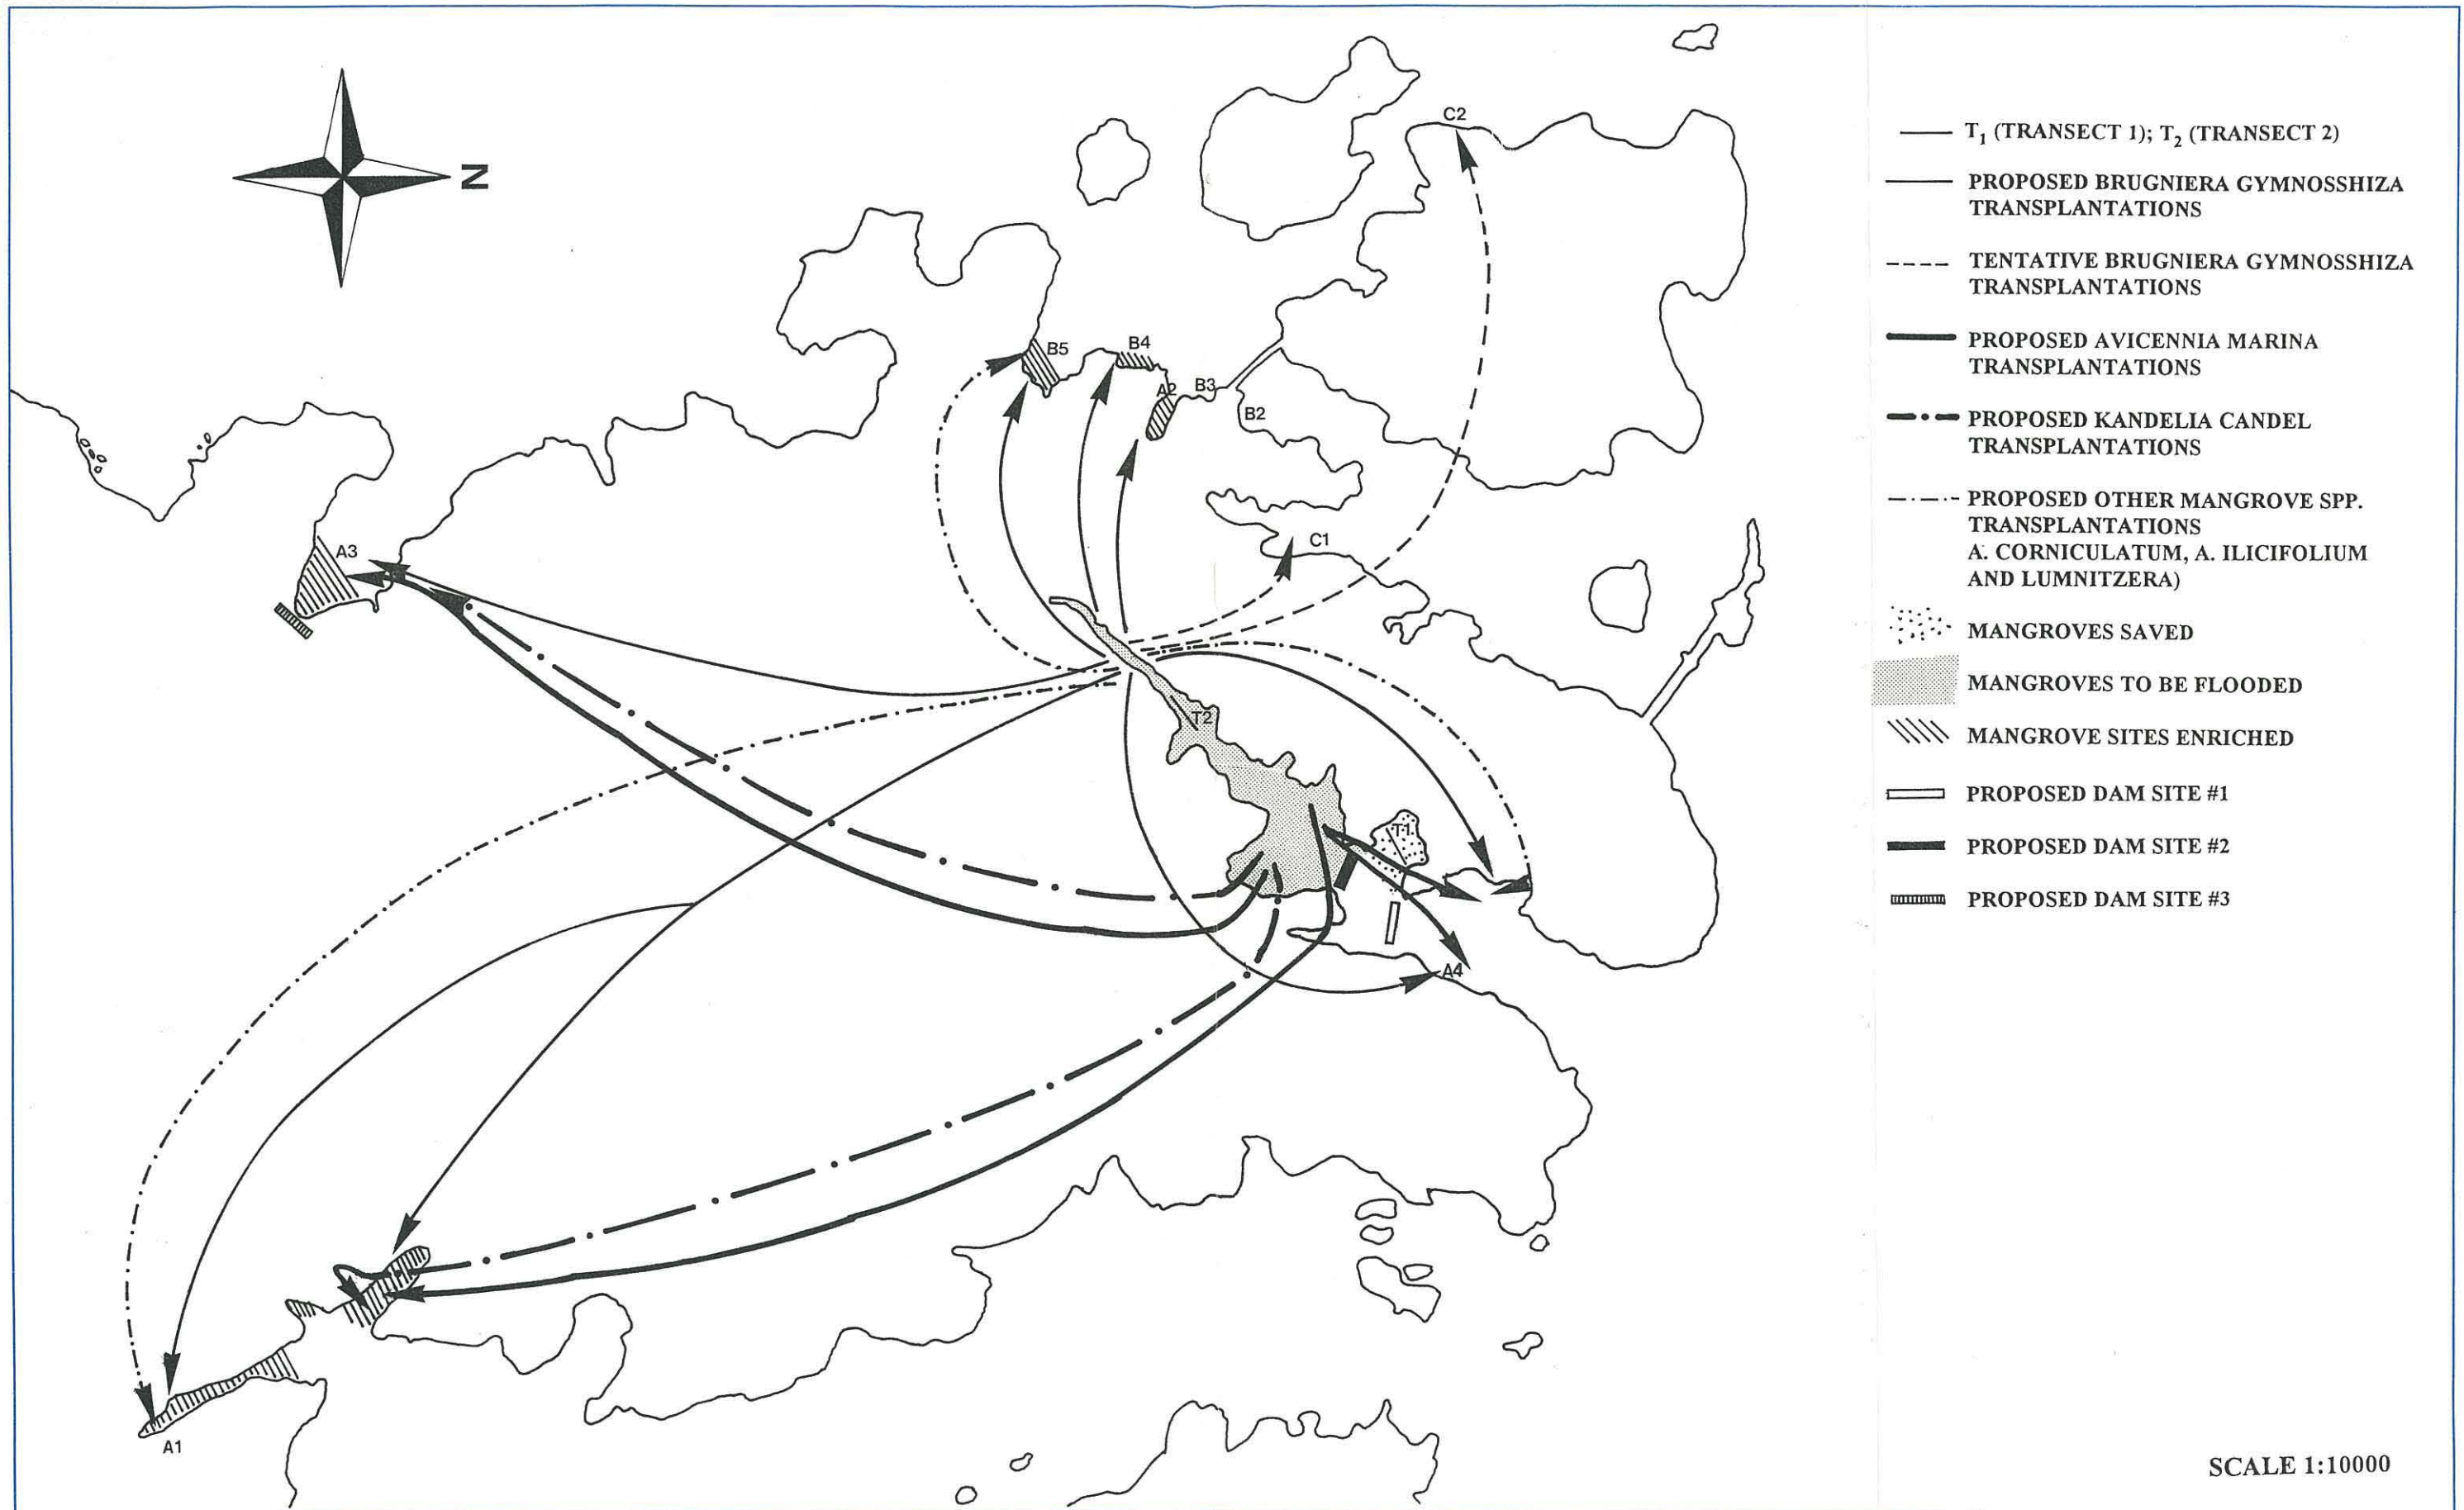 N
C2
B5
B4
A2
B3
B2
A3
C1
T2
T1
A4
A1
T₁ (TRANSECT 1); T₂ (TRANSECT 2)
PROPOSED BRUGNIERA GYMNOSSHIZA
TRANSPLANTATIONS
TENTATIVE BRUGNIERA GYMNOSSHIZA
TRANSPLANTATIONS
PROPOSED AVICENNIA MARINA
TRANSPLANTATIONS
PROPOSED KANDELIA CANDEL
TRANSPLANTATIONS
PROPOSED OTHER MANGROVE SPP.
TRANSPLANTATIONS
A. CORNICULATUM, A. ILICIFOLIUM
AND LUMNITZERA)
MANGROVES SAVED
MANGROVES TO BE FLOODED
MANGROVE SITES ENRICHED
PROPOSED DAM SITE #1
PROPOSED DAM SITE #2
PROPOSED DAM SITE #3
SCALE 1:10000